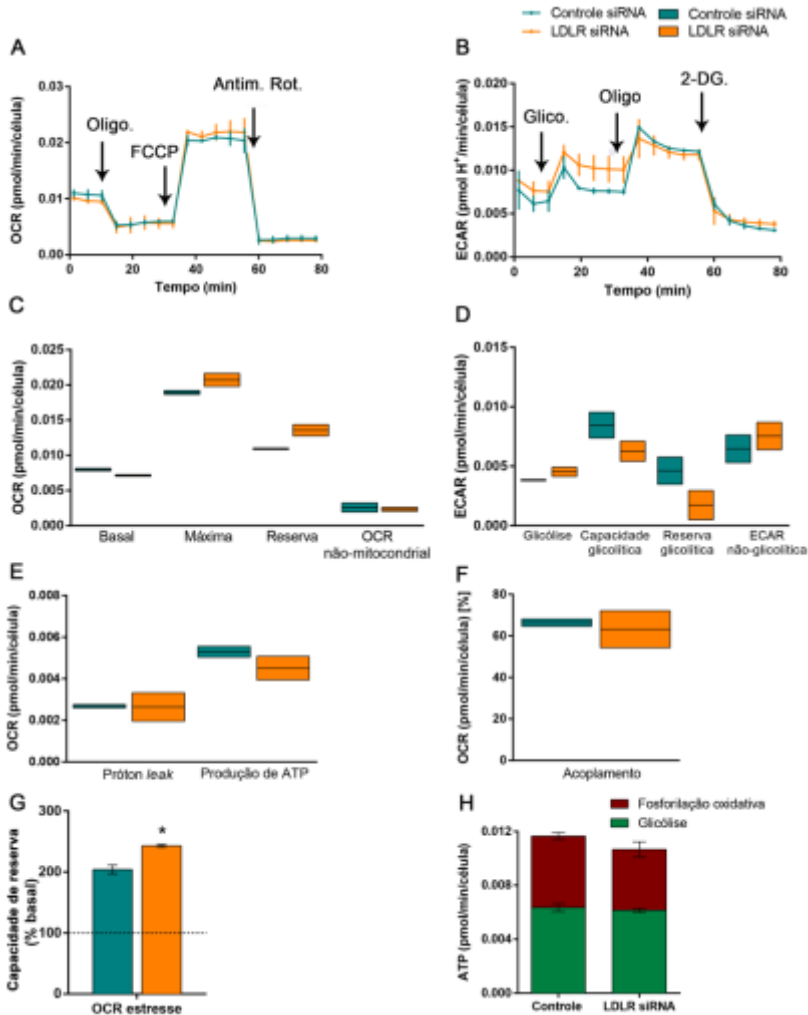 Controle siRNA
LDLR siRNA
Controle siRNA
LDLR siRNA
A
OCR (pmol/min/célula)
0.03
0.02
0.01
0.00
Oligo.
FCCP
Antim. Rot.
0 20 40 60 80
Tempo (min)
B
ECAR (pmol H⁺/min/célula)
0.020
0.015
0.010
0.005
0.000
Glico.
Oligo
2-DG.
0 20 40 60 80
Tempo (min)
C
OCR (pmol/min/célula)
0.025
0.020
0.015
0.010
0.005
0.000
Basal Máxima Reserva OCR
não-mitocondrial
D
ECAR (pmol/min/célula)
0.015
0.010
0.005
0.000
Glicólise Capacidade Reserva ECAR
glicolítica glicolítica não-glicolítica
E
OCR (pmol/min/célula)
0.008
0.006
0.004
0.002
0.000
Próton leak Produção de ATP
F
OCR (pmol/min/célula) [%]
80
60
40
20
0
Acoplamento
G
Capacidade de reserva
(% basal)
300
200
100
0
*
OCR estresse
H
Fosforilação oxidativa
Glicólise
ATP (pmol/min/célula)
0.012
0.008
0.004
0.000
Controle LDLR siRNA